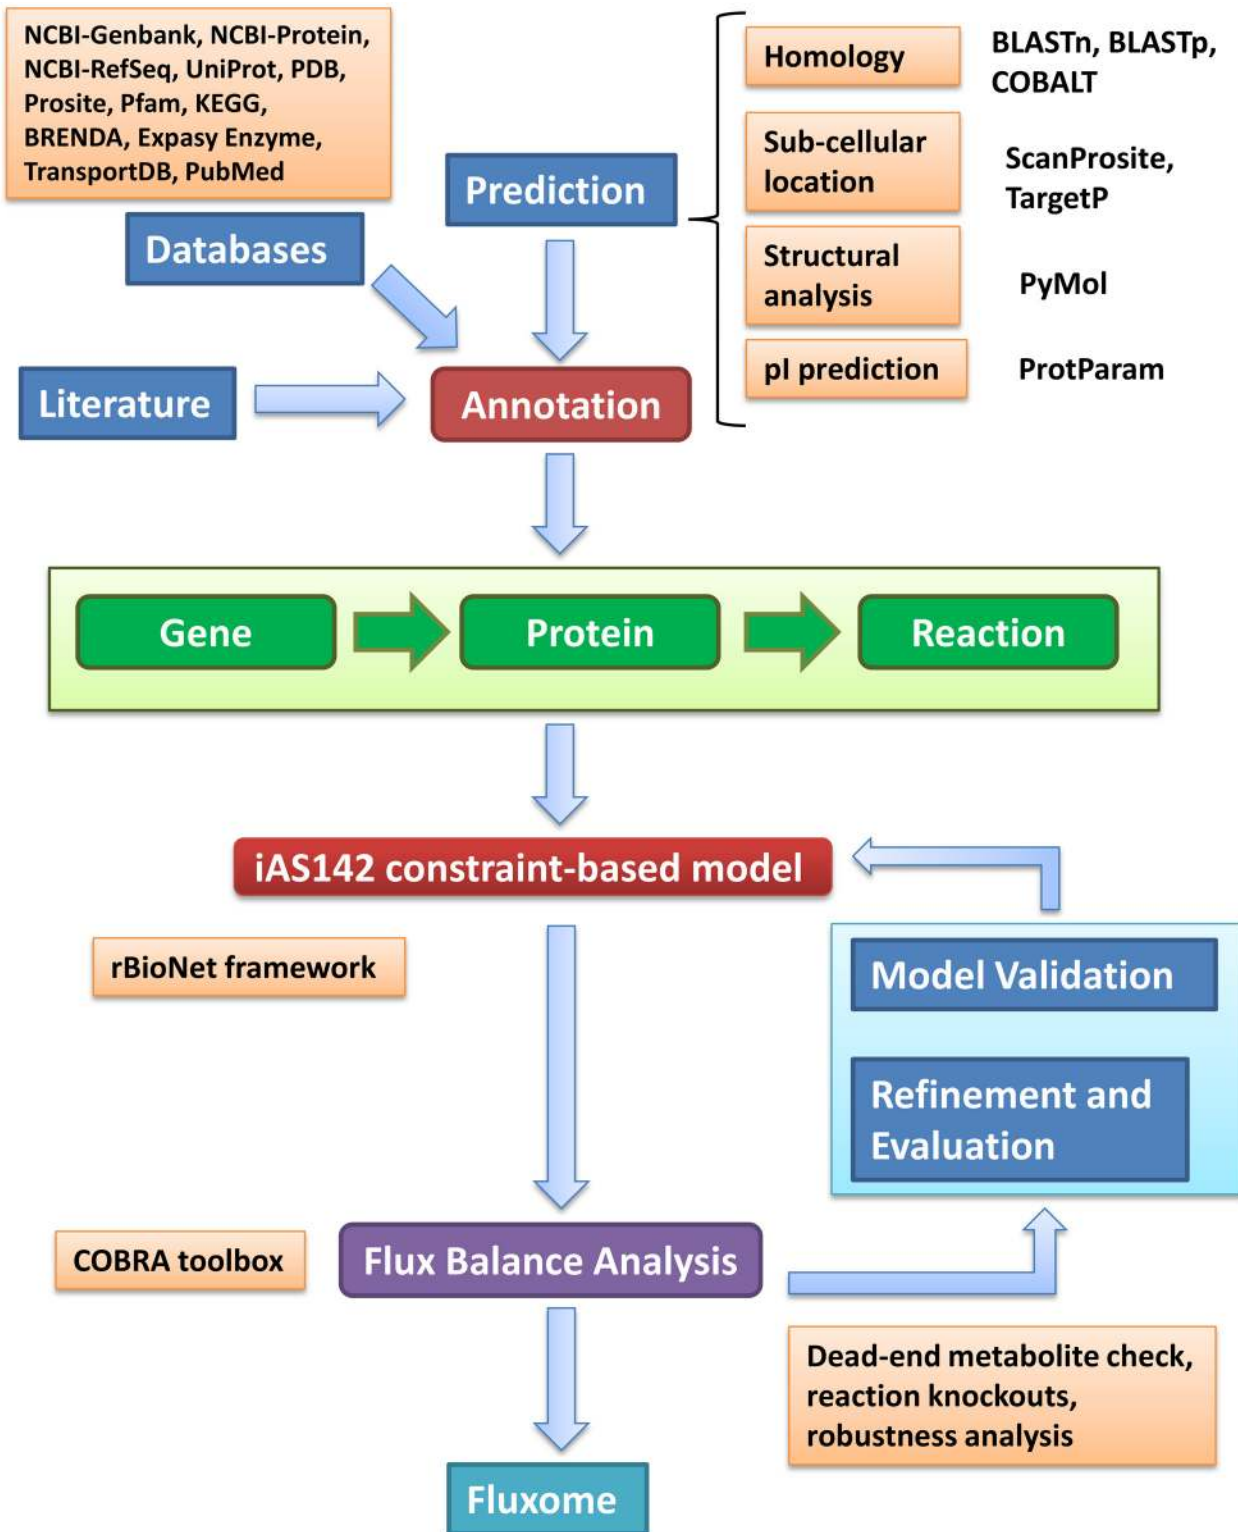 NCBI-Genbank, NCBI-Protein,
NCBI-RefSeq, UniProt, PDB,
Prosite, Pfam, KEGG,
BRENDA, Expasy Enzyme,
TransportDB, PubMed
Databases
Literature
Prediction
Homology
BLASTn, BLASTp,
COBALT
Sub-cellular
location
ScanProsite,
TargetP
Structural
analysis
PyMol
pI prediction
ProtParam
Annotation
Gene
Protein
Reaction
iAS142 constraint-based model
rBioNet framework
Model Validation
Refinement and
Evaluation
COBRA toolbox
Flux Balance Analysis
Dead-end metabolite check,
reaction knockouts,
robustness analysis
Fluxome